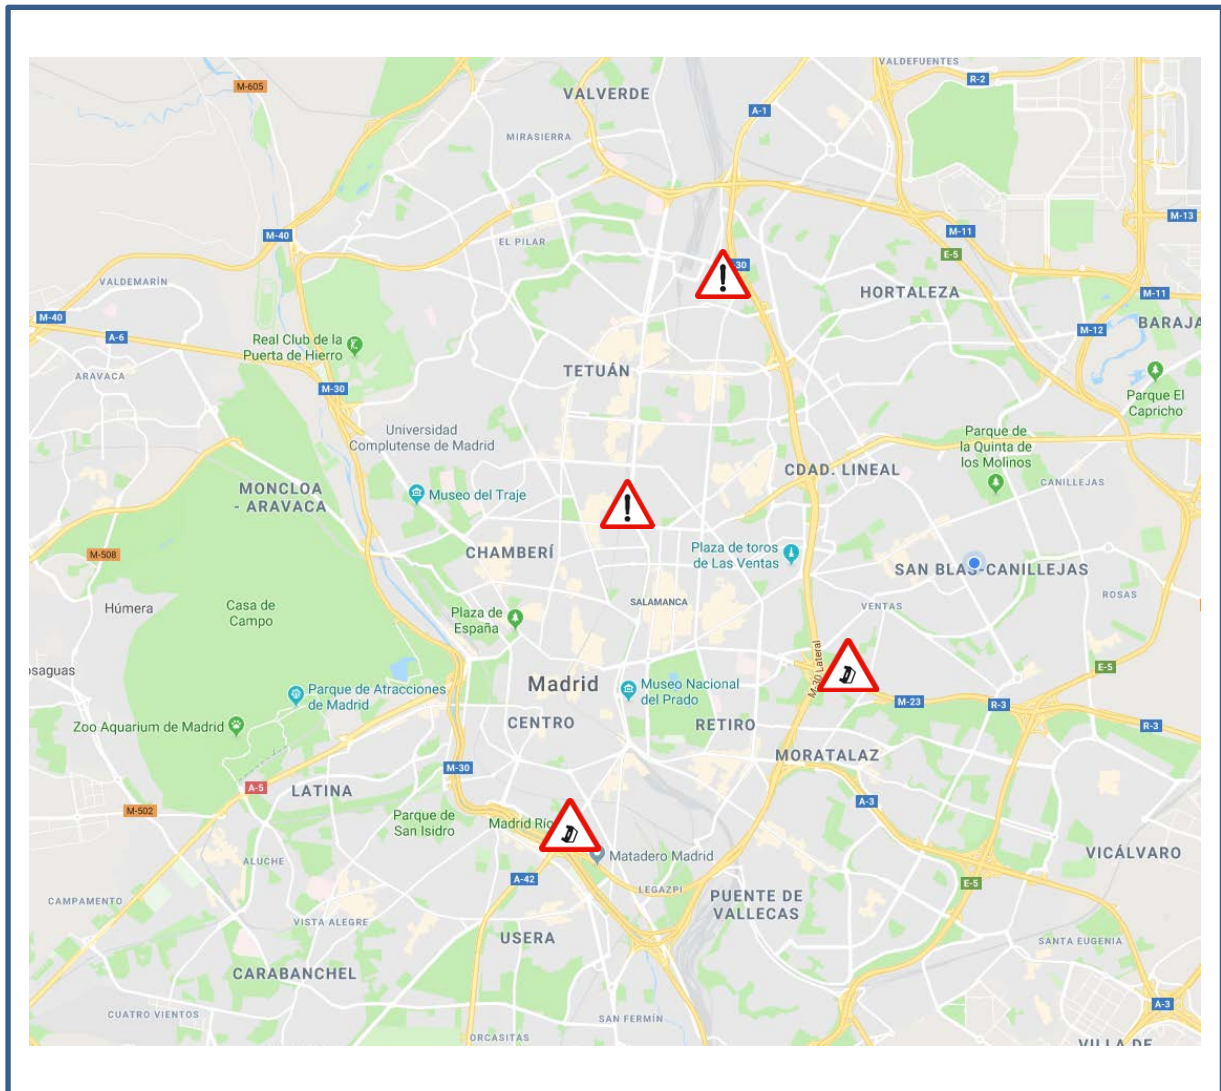 VALDEFUENTES
M-605
R-2
VALVERDE
A-1
MIRASIERRA
M-13
M-40
M-11
EL PILAR
E-5
30
VALDEMARÍN
HORTALEZA
M-11
M-40
BARAJA
M-12
A-6
Real Club de la
Puerta de Hierro
TETUÁN
ARAVACA
M-30
Parque El
Capricho
Universidad
Complutense de Madrid
Parque de
la Quinta de
los Molinos
CDAD. LINEAL
CANILLEJAS
MONCLOA
- ARAVACA
Museo del Traje
!
!
M-508
CHAMBERÍ
Plaza de toros
de Las Ventas
SAN BLAS-CANILLEJAS
ROSAS
Húmera
Casa de
Campo
Plaza de
España
SALAMANCA
VENTAS
osaguas
M-30 Lateral
E-5
Parque de Atracciones
de Madrid
Madrid
Museo Nacional
del Prado
M-23
R-3
R-3
Zoo Aquarium de Madrid
CENTRO
RETIRO
MORATALAZ
M-30
A-5
LATINA
M-502
Parque de
San Isidro
Madrid Río
A-3
Matadero Madrid
VICÁLVARO
ALUCHE
A-42
LEGAZPI
E-5
CAMPAMENTO
VISTA ALEGRE
PUENTE DE
VALLECAS
USERA
SANTA EUGENIA
CARABANCHEL
A-3
CUATRO VIENTOS
SAN FERMÍN
ORCASITAS
VILLA DE